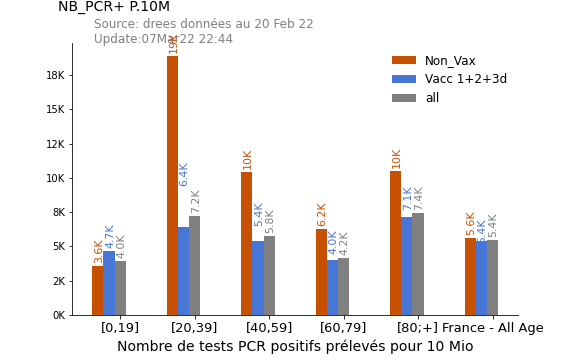 NB_PCR+ P.10M
Source: drees données au 20 Feb 22
Update:07Mar22 22:44
Non_Vax
Vacc 1+2+3d
all
18K
15K
12K
10K
8K
5K
2K
0K
3.6K 4.7K 4.0K
19K 6.4K 7.2K
10K 5.4K 5.8K
6.2K 4.0K 4.2K
10K 7.1K 7.4K
5.6K 5.4K 5.4K
[0,19] [20,39] [40,59] [60,79] [80;+] France - All Age
Nombre de tests PCR positifs prélevés pour 10 Mio